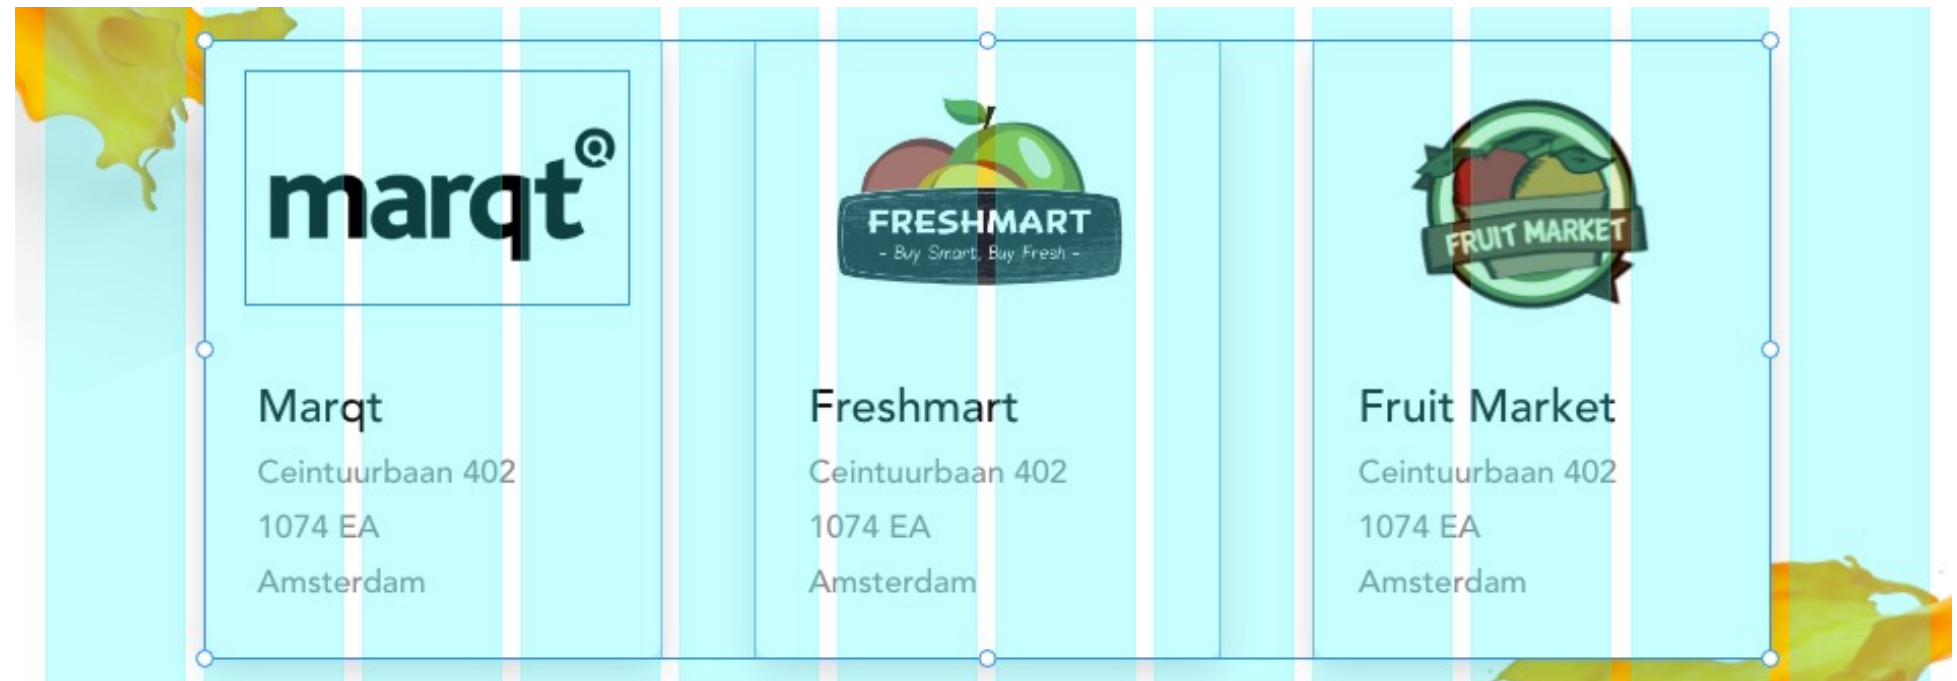 marqt
Q
FRESHMART
- Buy Smart, Buy Fresh -
FRUIT MARKET
Marqt
Ceintuurbaan 402
1074 EA
Amsterdam
Freshmart
Ceintuurbaan 402
1074 EA
Amsterdam
Fruit Market
Ceintuurbaan 402
1074 EA
Amsterdam